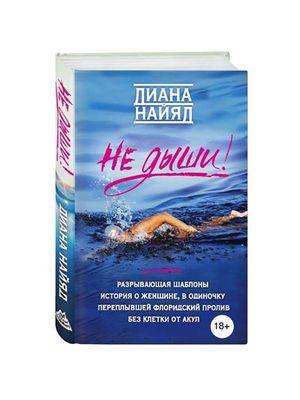 ДИАНА
НАЙЯД
НЕ ДЫШИ!
РАЗРЫВАЮЩАЯ ШАБЛОНЫ
ИСТОРИЯ О ЖЕНЩИНЕ, В ОДИНОЧКУ
ПЕРЕПЛЫВШЕЙ ФЛОРИДСКИЙ ПРОЛИВ
БЕЗ КЛЕТКИ ОТ АКУЛ
18+
НЕ ДЫШИ!
ДИАНА НАЙЯД